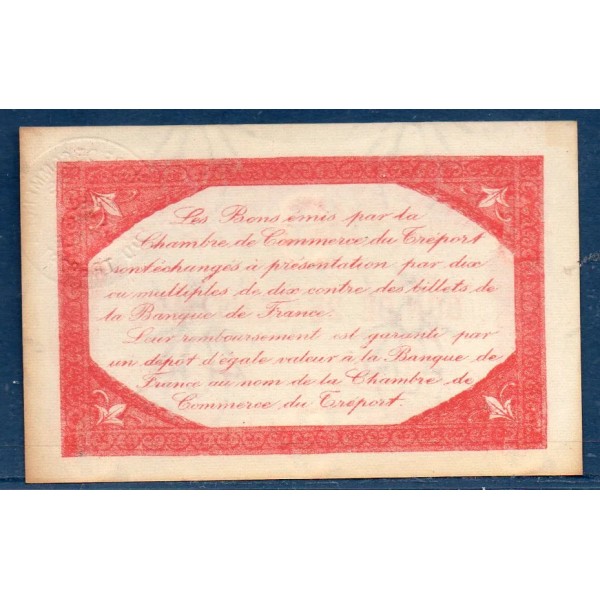 Les Bons émis par la
Chambre de Commerce du Tréport
sont échangés à présentation par dix
ou multiples de dix contre des billets de
la Banque de France.
Leur remboursement est garanti par
un dépôt d'égale valeur à la Banque de
France au nom de la Chambre de
Commerce du Tréport.